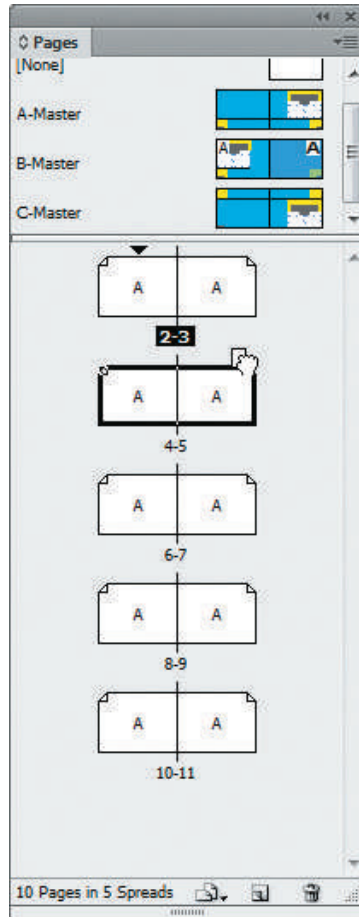 Pages
[None]
A-Master
B-Master
A
A
C-Master
A A
2-3
A A
4-5
A A
6-7
A A
8-9
A A
10-11
10 Pages in 5 Spreads